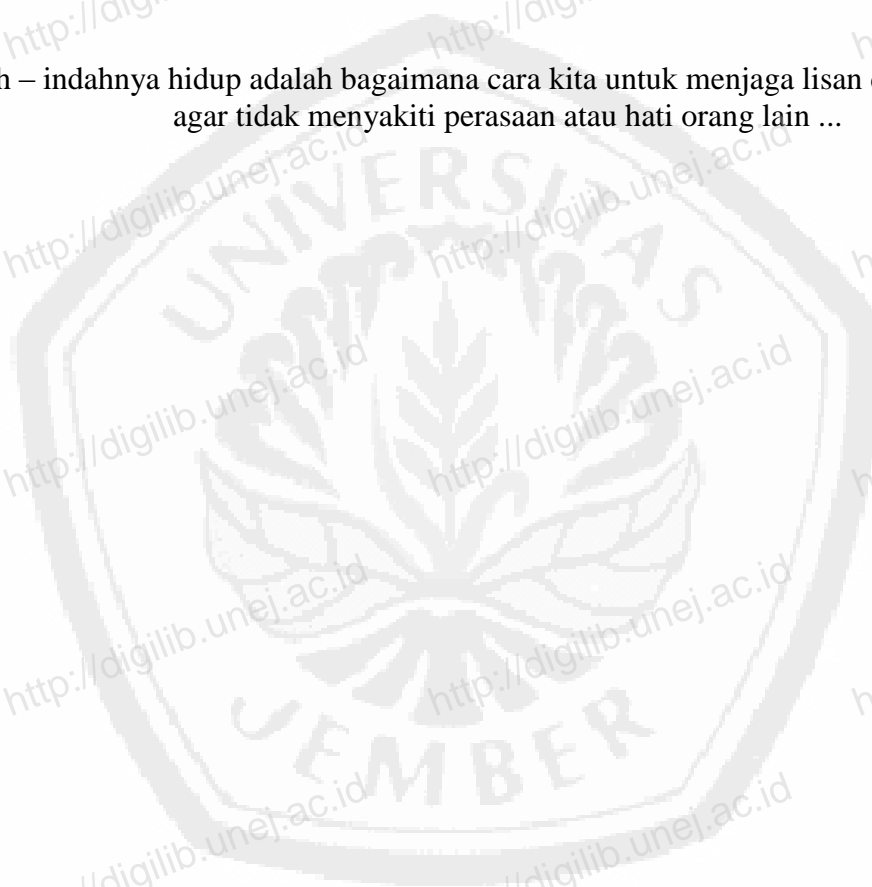 http://digilib.unej.ac.id
h – indahnya hidup adalah bagaimana cara kita untuk menjaga lisan
agar tidak menyakiti perasaan atau hati orang lain ...
UNIVERSITAS
http://digilib.unej.ac.id
http://digilib.unej.ac.id
http://digilib.unej.ac.id
http://digilib.unej.ac.id
http://digilib.unej.ac.id
http://digilib.unej.ac.id
JEMBER